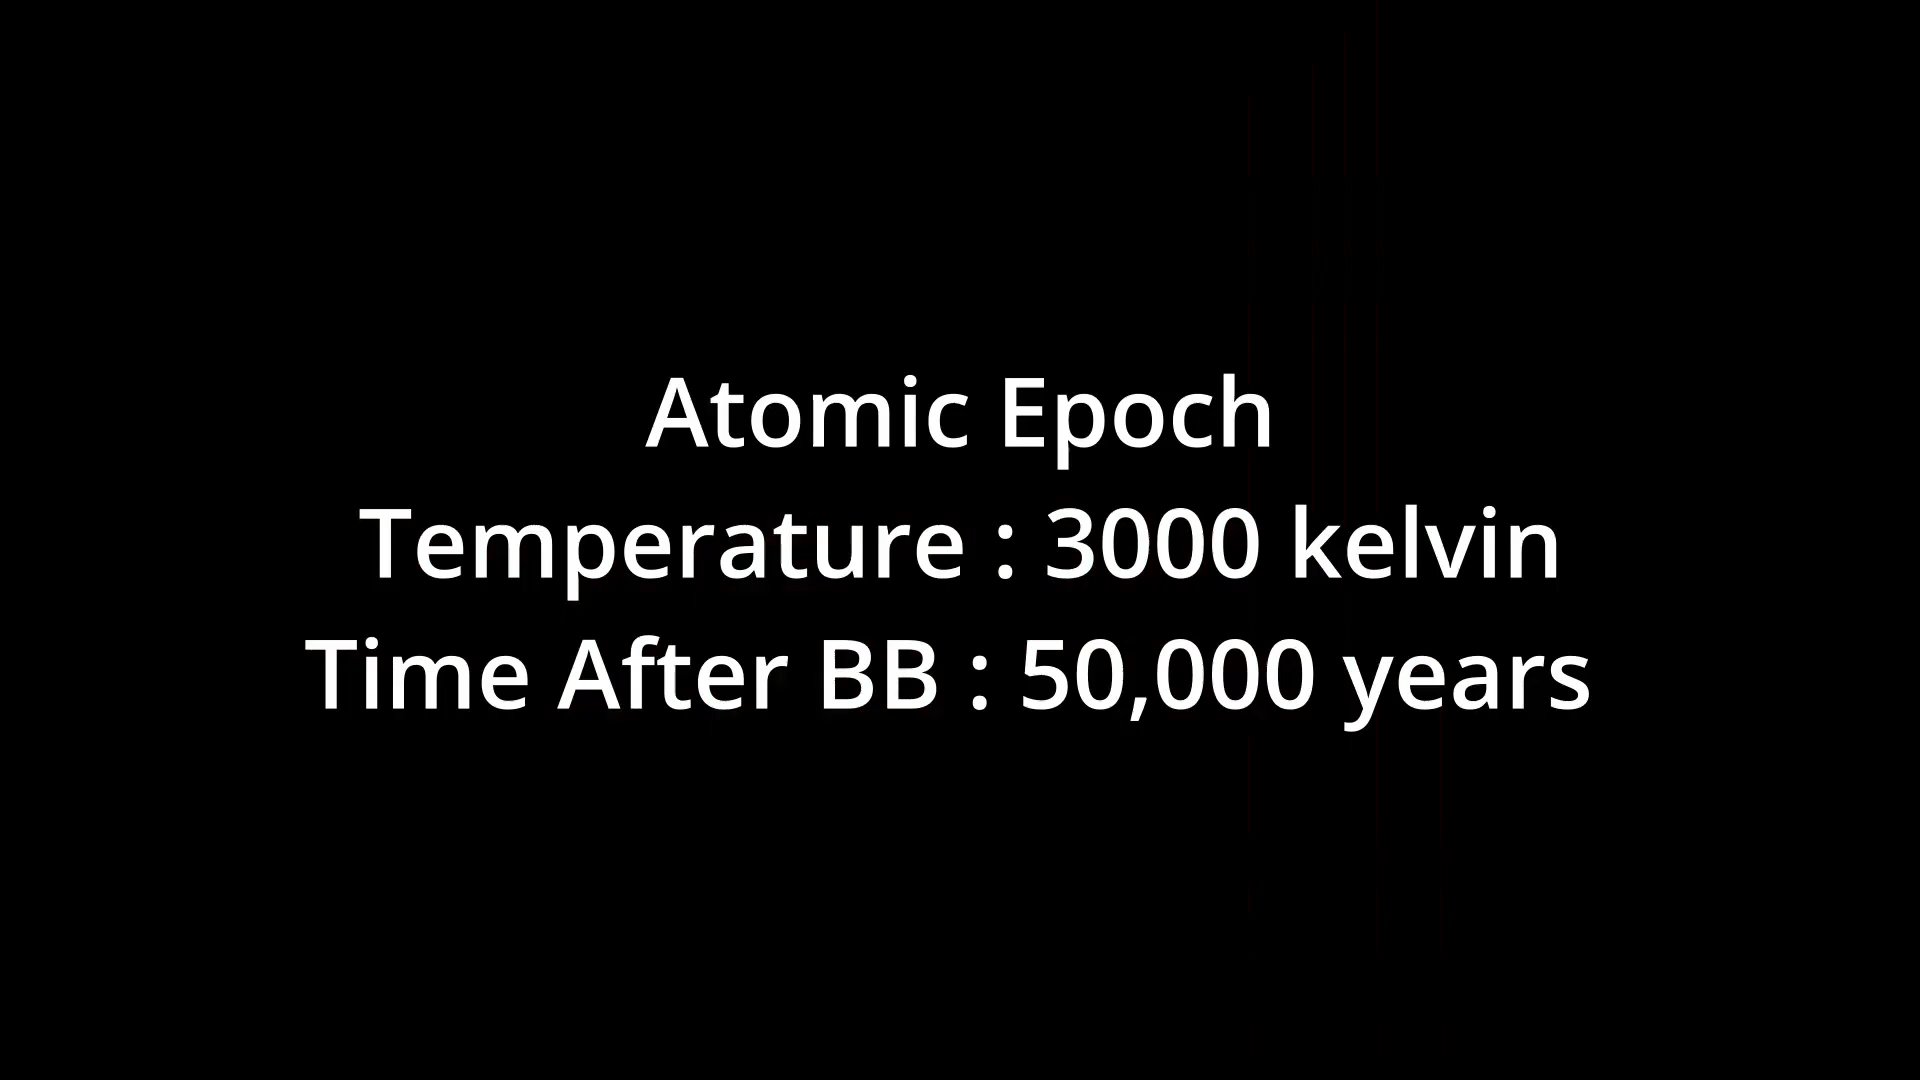 Atomic Epoch
Temperature : 3000 kelvin
Time After BB : 50,000 years